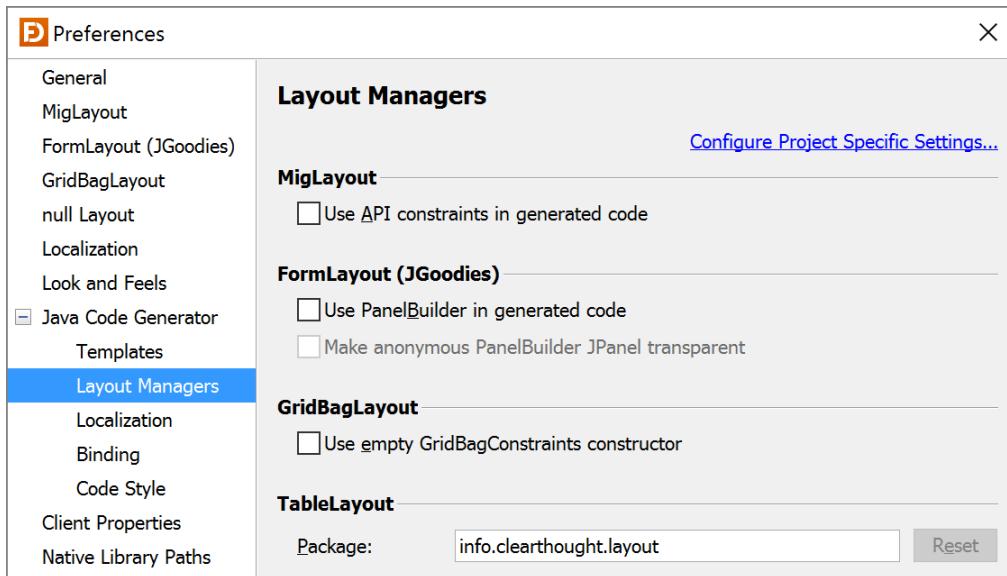 Preferences
General
MigLayout
FormLayout (JGoodies)
GridBagLayout
null Layout
Localization
Look and Feels
Java Code Generator
Templates
Layout Managers
Localization
Binding
Code Style
Client Properties
Native Library Paths
Layout Managers
Configure Project Specific Settings...
MigLayout
Use API constraints in generated code
FormLayout (JGoodies)
Use PanelBuilder in generated code
Make anonymous PanelBuilder JPanel transparent
GridBagLayout
Use empty GridBagConstraints constructor
TableLayout
Package: info.clearthought.layout Reset